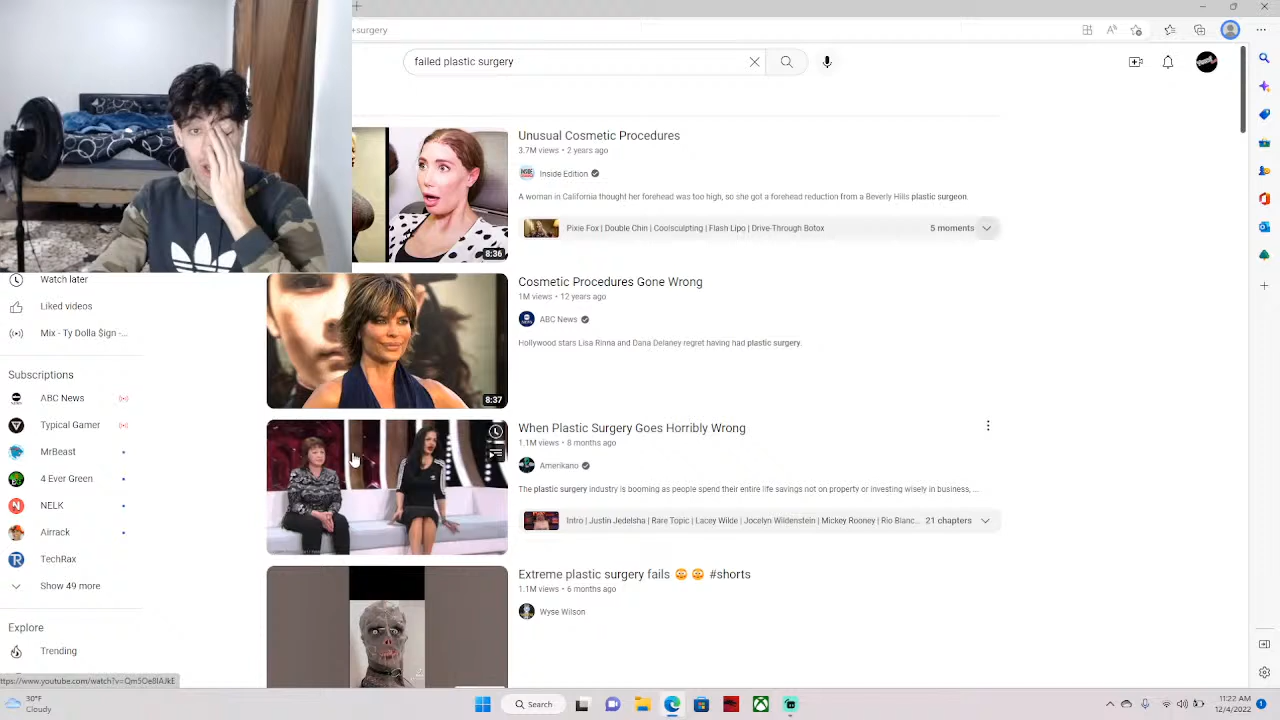 +surgery
failed plastic surgery
Unusual Cosmetic Procedures
3.7M views • 2 years ago
Inside Edition
A woman in California thought her forehead was too high, so she got a forehead reduction from a Beverly Hills plastic surgeon.
Pixie Fox | Double Chin | Coolsculpting | Flash Lipo | Drive-Through Botox
5 moments
8:36
Cosmetic Procedures Gone Wrong
1M views • 12 years ago
ABC News
Hollywood stars Lisa Rinna and Dana Delaney regret having had plastic surgery.
8:37
When Plastic Surgery Goes Horribly Wrong
1.1M views • 8 months ago
Amerikano
The plastic surgery industry is booming as people spend their entire life savings not on property or investing wisely in business, ...
Intro | Justin Jedelsha | Rare Topic | Lacey Wilde | Jocelyn Wildenstein | Mickey Rooney | Rio Blanc...
21 chapters
Extreme plastic surgery fails 😳 😳 #shorts
1.1M views • 6 months ago
Wyse Wilson
Watch later
Liked videos
Mix - Ty Dolla $ign -...
Subscriptions
ABC News
Typical Gamer
MrBeast
4 Ever Green
NELK
Airrack
TechRax
Show 49 more
Explore
Trending
https://www.youtube.com/watch?v=Qm5Oe8lAJkE
30°F
Cloudy
Search
11:22 AM
12/4/2022
adidas